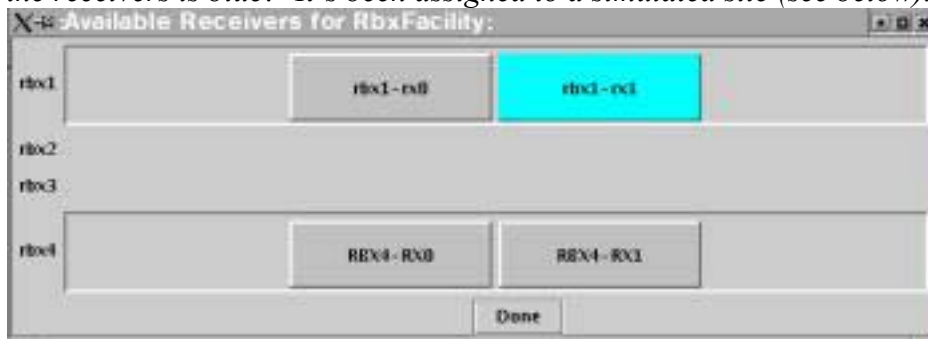 the receivers is blue. It's been assigned to a simulated site (see below).
Available Receivers for RbxFacility:
rbx1
rbx1-rx0
rbx1-rx1
rbx2
rbx3
rbx4
RBX4-RX0
RBX4-RX1
Done